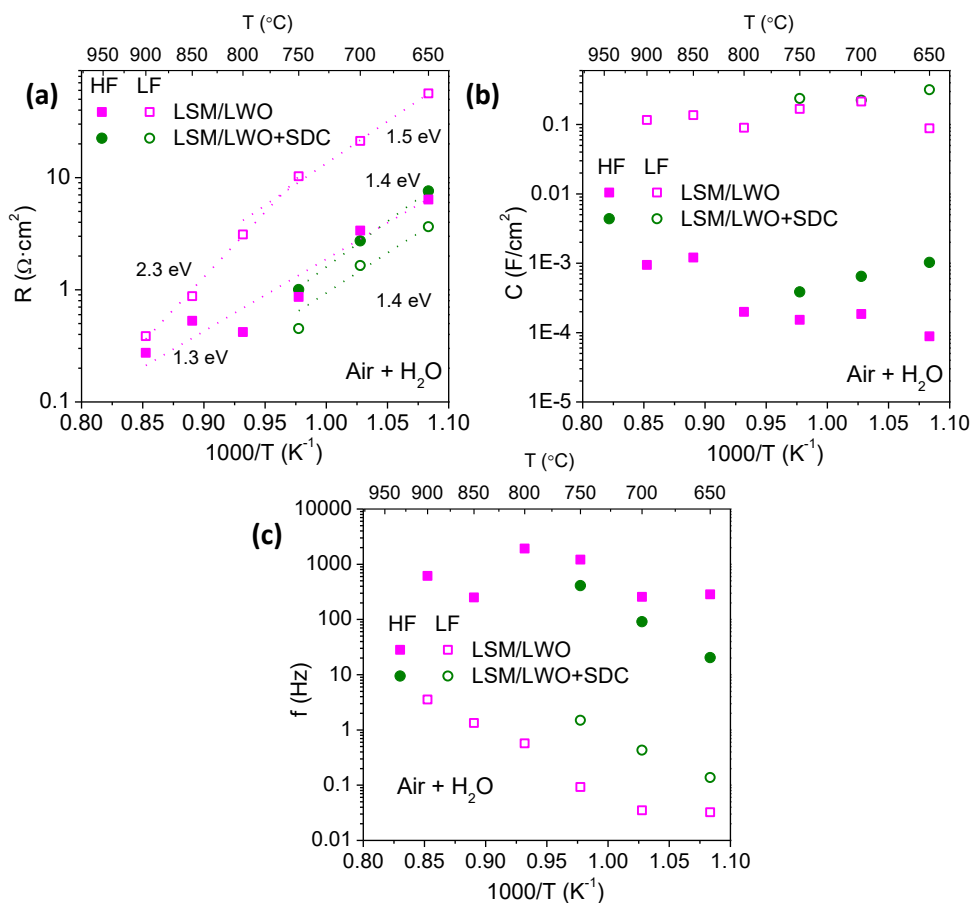 T (°C)
950 900 850 800 750 700 650
(a)
HF LF
LSM/LWO
LSM/LWO+SDC
1.5 eV
1.4 eV
2.3 eV
1.4 eV
1.3 eV
Air + H₂O
10
1
0.1
R (Ω·cm²)
0.80 0.85 0.90 0.95 1.00 1.05 1.10
1000/T (K⁻¹)
T (°C)
950 900 850 800 750 700 650
(b)
HF LF
LSM/LWO
LSM/LWO+SDC
Air + H₂O
0.1
0.01
1E-3
1E-4
1E-5
C (F/cm²)
0.80 0.85 0.90 0.95 1.00 1.05 1.10
1000/T (K⁻¹)
T (°C)
950 900 850 800 750 700 650
(c)
HF LF
LSM/LWO
LSM/LWO+SDC
Air + H₂O
10000
1000
100
10
1
0.1
0.01
f (Hz)
0.80 0.85 0.90 0.95 1.00 1.05 1.10
1000/T (K⁻¹)